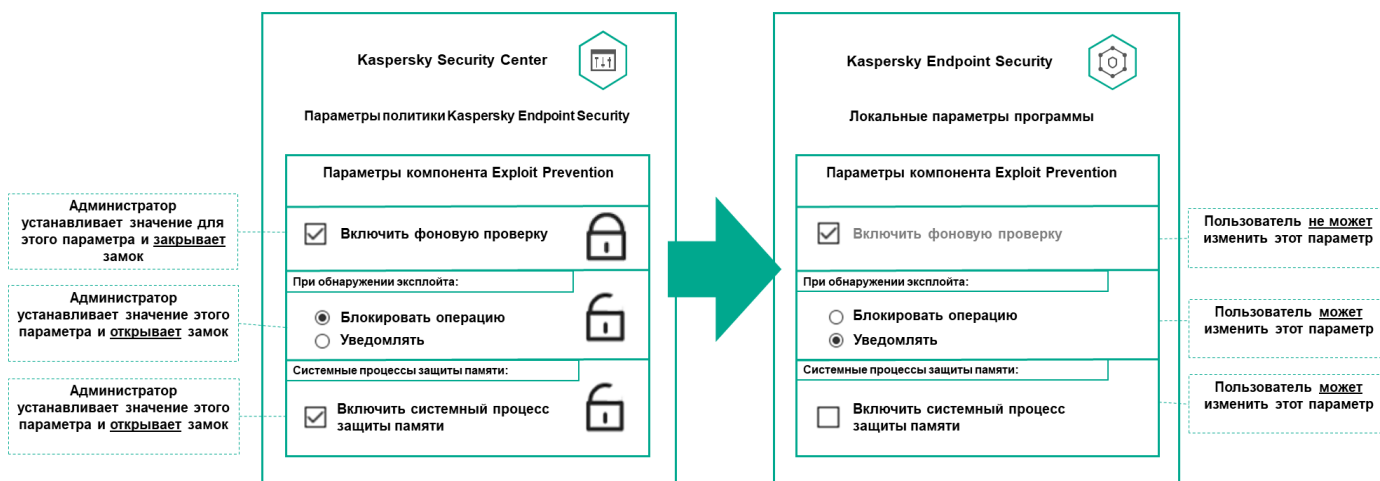 Kaspersky Security Center
Параметры политики Kaspersky Endpoint Security
Параметры компонента Exploit Prevention
Администратор
устанавливает значение для
этого параметра и закрывает
замок
Включить фоновую проверку
При обнаружении эксплойта:
Администратор
устанавливает значение этого
параметра и открывает замок
Блокировать операцию
Уведомлять
Системные процессы защиты памяти:
Администратор
устанавливает значение этого
параметра и открывает замок
Включить системный процесс
защиты памяти
Kaspersky Endpoint Security
Локальные параметры программы
Параметры компонента Exploit Prevention
Включить фоновую проверку
Пользователь не может
изменить этот параметр
При обнаружении эксплойта:
Блокировать операцию
Уведомлять
Пользователь может
изменить этот параметр
Системные процессы защиты памяти:
Включить системный процесс
защиты памяти
Пользователь может
изменить этот параметр